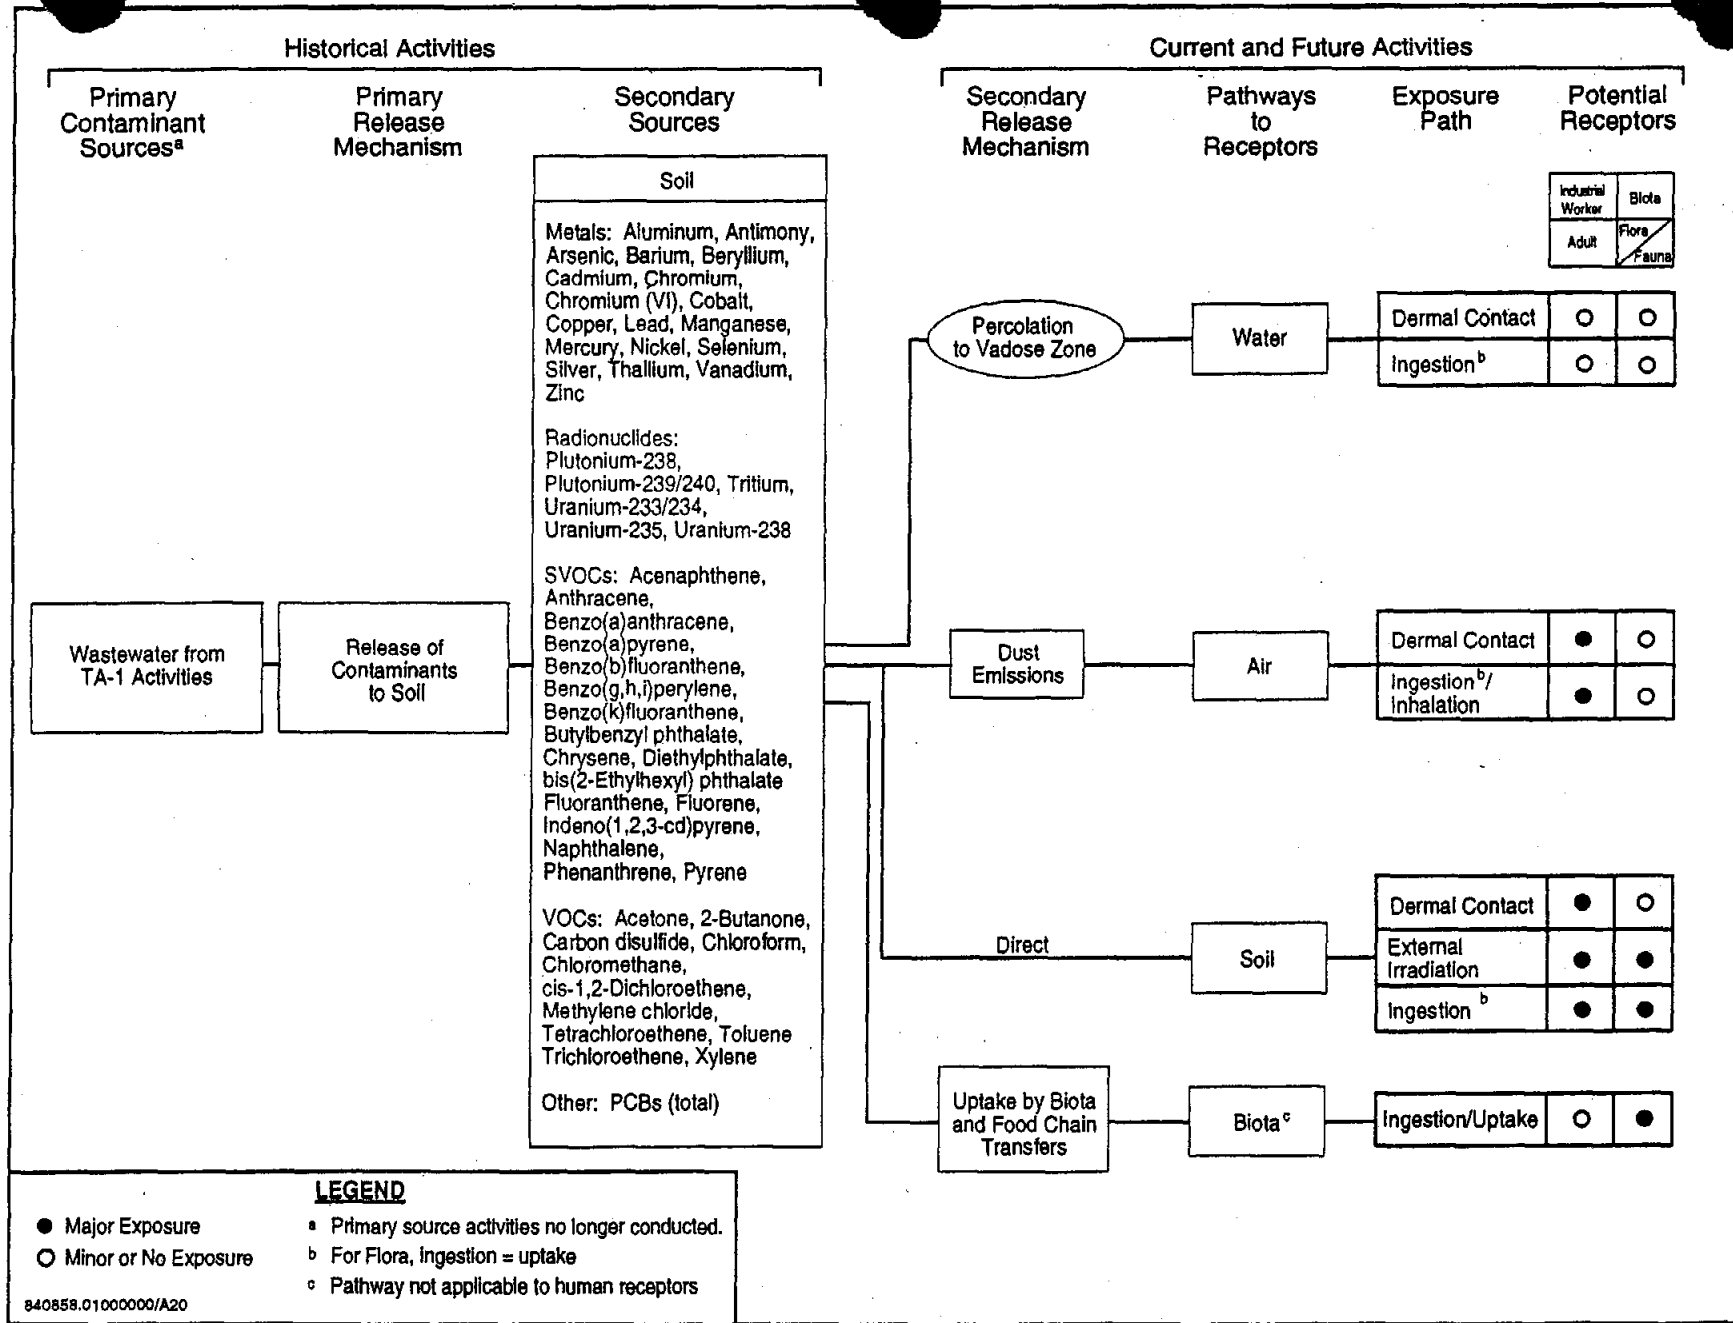 Historical Activities
Current and Future Activities
Primary
Contaminant
Sourcesᵃ
Primary
Release
Mechanism
Secondary
Sources
Secondary
Release
Mechanism
Pathways
to
Receptors
Exposure
Path
Potential
Receptors
Industrial
Worker
Biota
Adult
Flora
Fauna
Wastewater from
TA-1 Activities
Release of
Contaminants
to Soil
Soil
Metals: Aluminum, Antimony,
Arsenic, Barium, Beryllium,
Cadmium, Chromium,
Chromium (VI), Cobalt,
Copper, Lead, Manganese,
Mercury, Nickel, Selenium,
Silver, Thallium, Vanadium,
Zinc
Radionuclides:
Plutonium-238,
Plutonium-239/240, Tritium,
Uranium-233/234,
Uranium-235, Uranium-238
SVOCs: Acenaphthene,
Anthracene,
Benzo(a)anthracene,
Benzo(a)pyrene,
Benzo(b)fluoranthene,
Benzo(g,h,i)perylene,
Benzo(k)fluoranthene,
Butylbenzyl phthalate,
Chrysene, Diethylphthalate,
bis(2-Ethylhexyl) phthalate
Fluoranthene, Fluorene,
Indeno(1,2,3-cd)pyrene,
Naphthalene,
Phenanthrene, Pyrene
VOCs: Acetone, 2-Butanone,
Carbon disulfide, Chloroform,
Chloromethane,
cis-1,2-Dichloroethene,
Methylene chloride,
Tetrachloroethene, Toluene
Trichloroethene, Xylene
Other: PCBs (total)
Percolation
to Vadose Zone
Water
Dermal Contact
Ingestionᵇ
Dust
Emissions
Air
Dermal Contact
Ingestionᵇ/
Inhalation
Direct
Soil
Dermal Contact
External
Irradiation
Ingestion ᵇ
Uptake by Biota
and Food Chain
Transfers
Biotaᶜ
Ingestion/Uptake
LEGEND
● Major Exposure
○ Minor or No Exposure
ᵃ Primary source activities no longer conducted.
ᵇ For Flora, Ingestion = uptake
ᶜ Pathway not applicable to human receptors
840858.01000000/A20